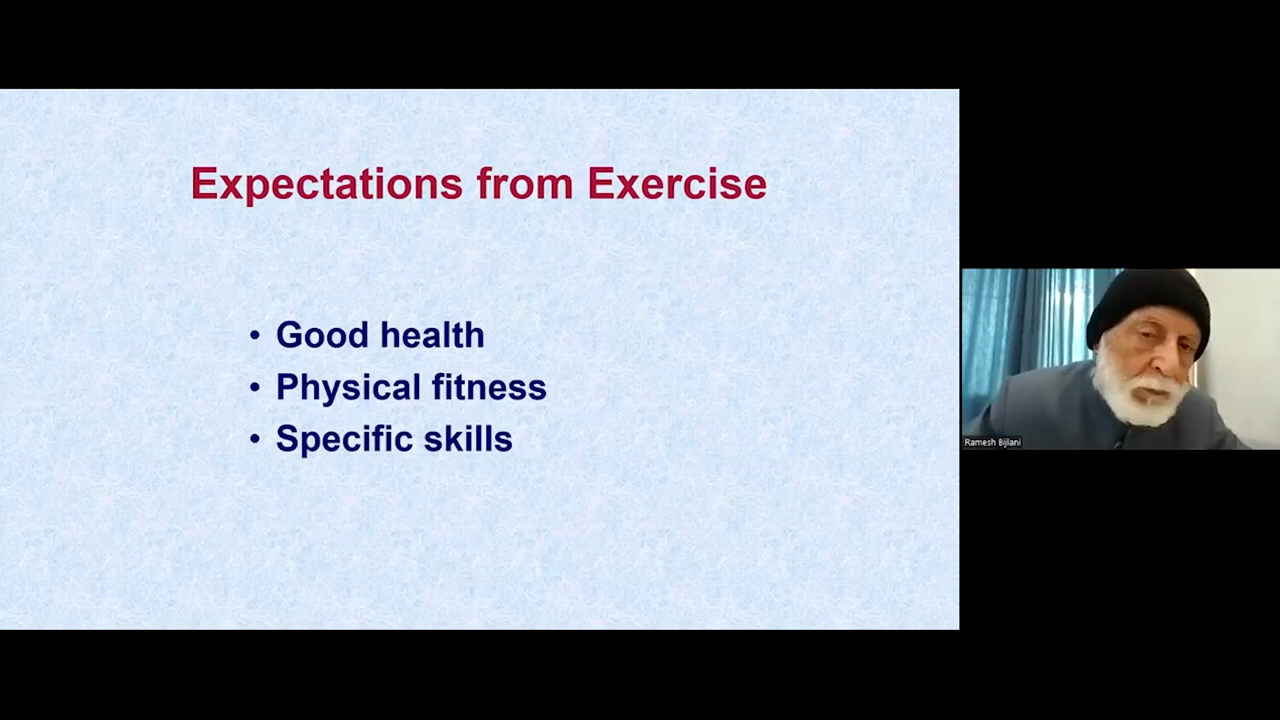 Expectations from Exercise
• Good health
• Physical fitness
• Specific skills
Ramesh Bijlani